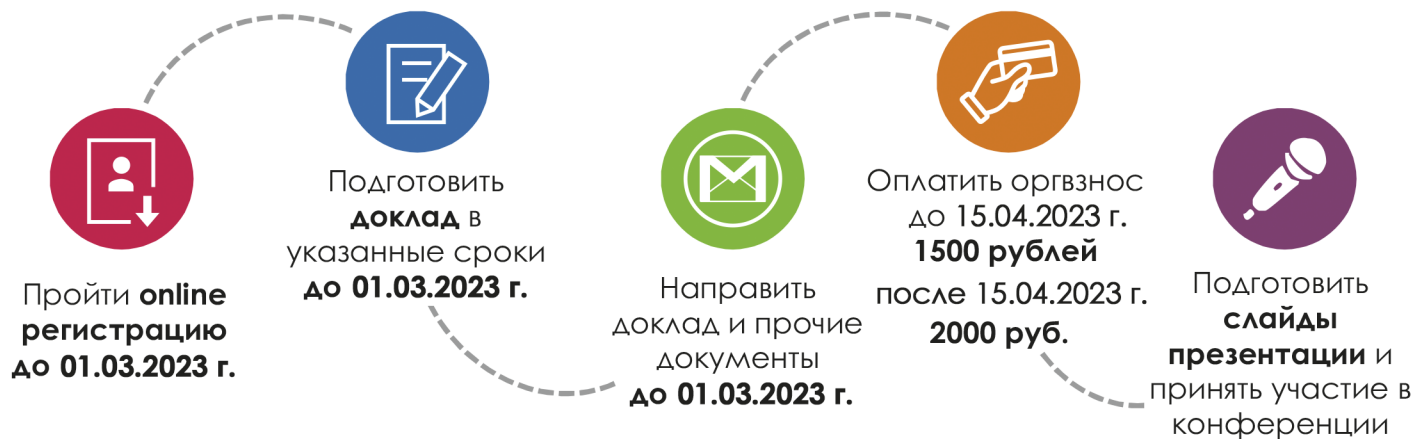 Пройти online
регистрацию
до 01.03.2023 г.
Подготовить
доклад в
указанные сроки
до 01.03.2023 г.
Направить
доклад и прочие
документы
до 01.03.2023 г.
Оплатить оргвзнос
до 15.04.2023 г.
1500 рублей
после 15.04.2023 г.
2000 руб.
Подготовить
слайды
презентации и
принять участие в
конференции